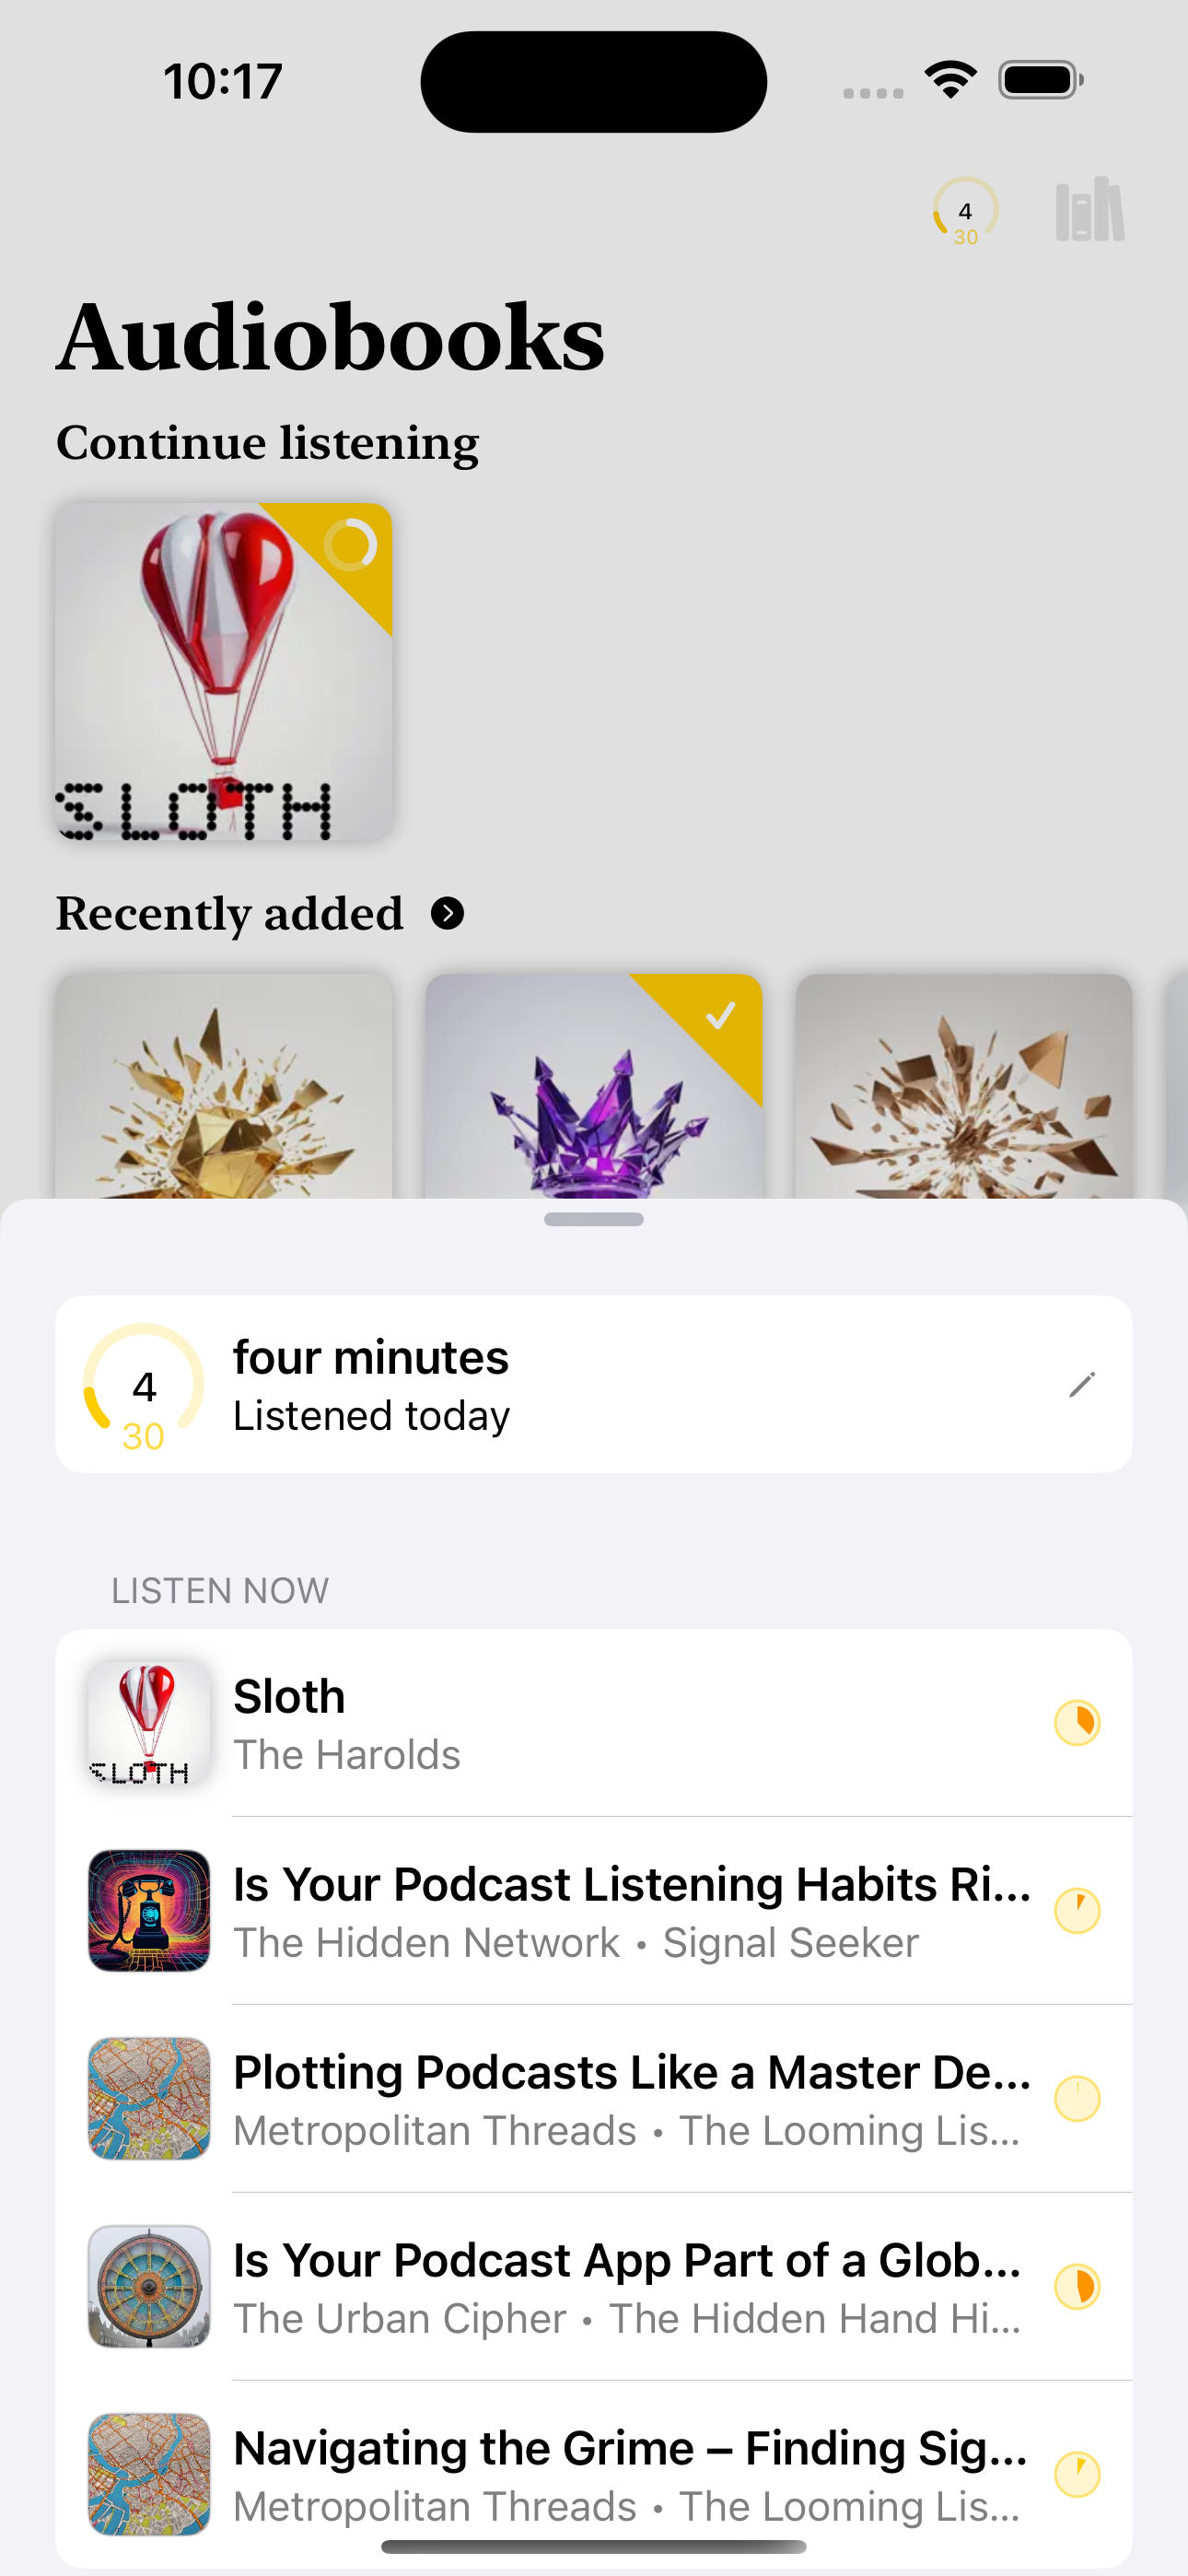 10:17
4
30
Audiobooks
Continue listening
SLOTH
Recently added
4
30
four minutes
Listened today
LISTEN NOW
SLOTH
Sloth
The Harolds
Is Your Podcast Listening Habits Ri...
The Hidden Network • Signal Seeker
Plotting Podcasts Like a Master De...
Metropolitan Threads • The Looming Lis...
Is Your Podcast App Part of a Glob...
The Urban Cipher • The Hidden Hand Hi...
Navigating the Grime – Finding Sig...
Metropolitan Threads • The Looming Lis...